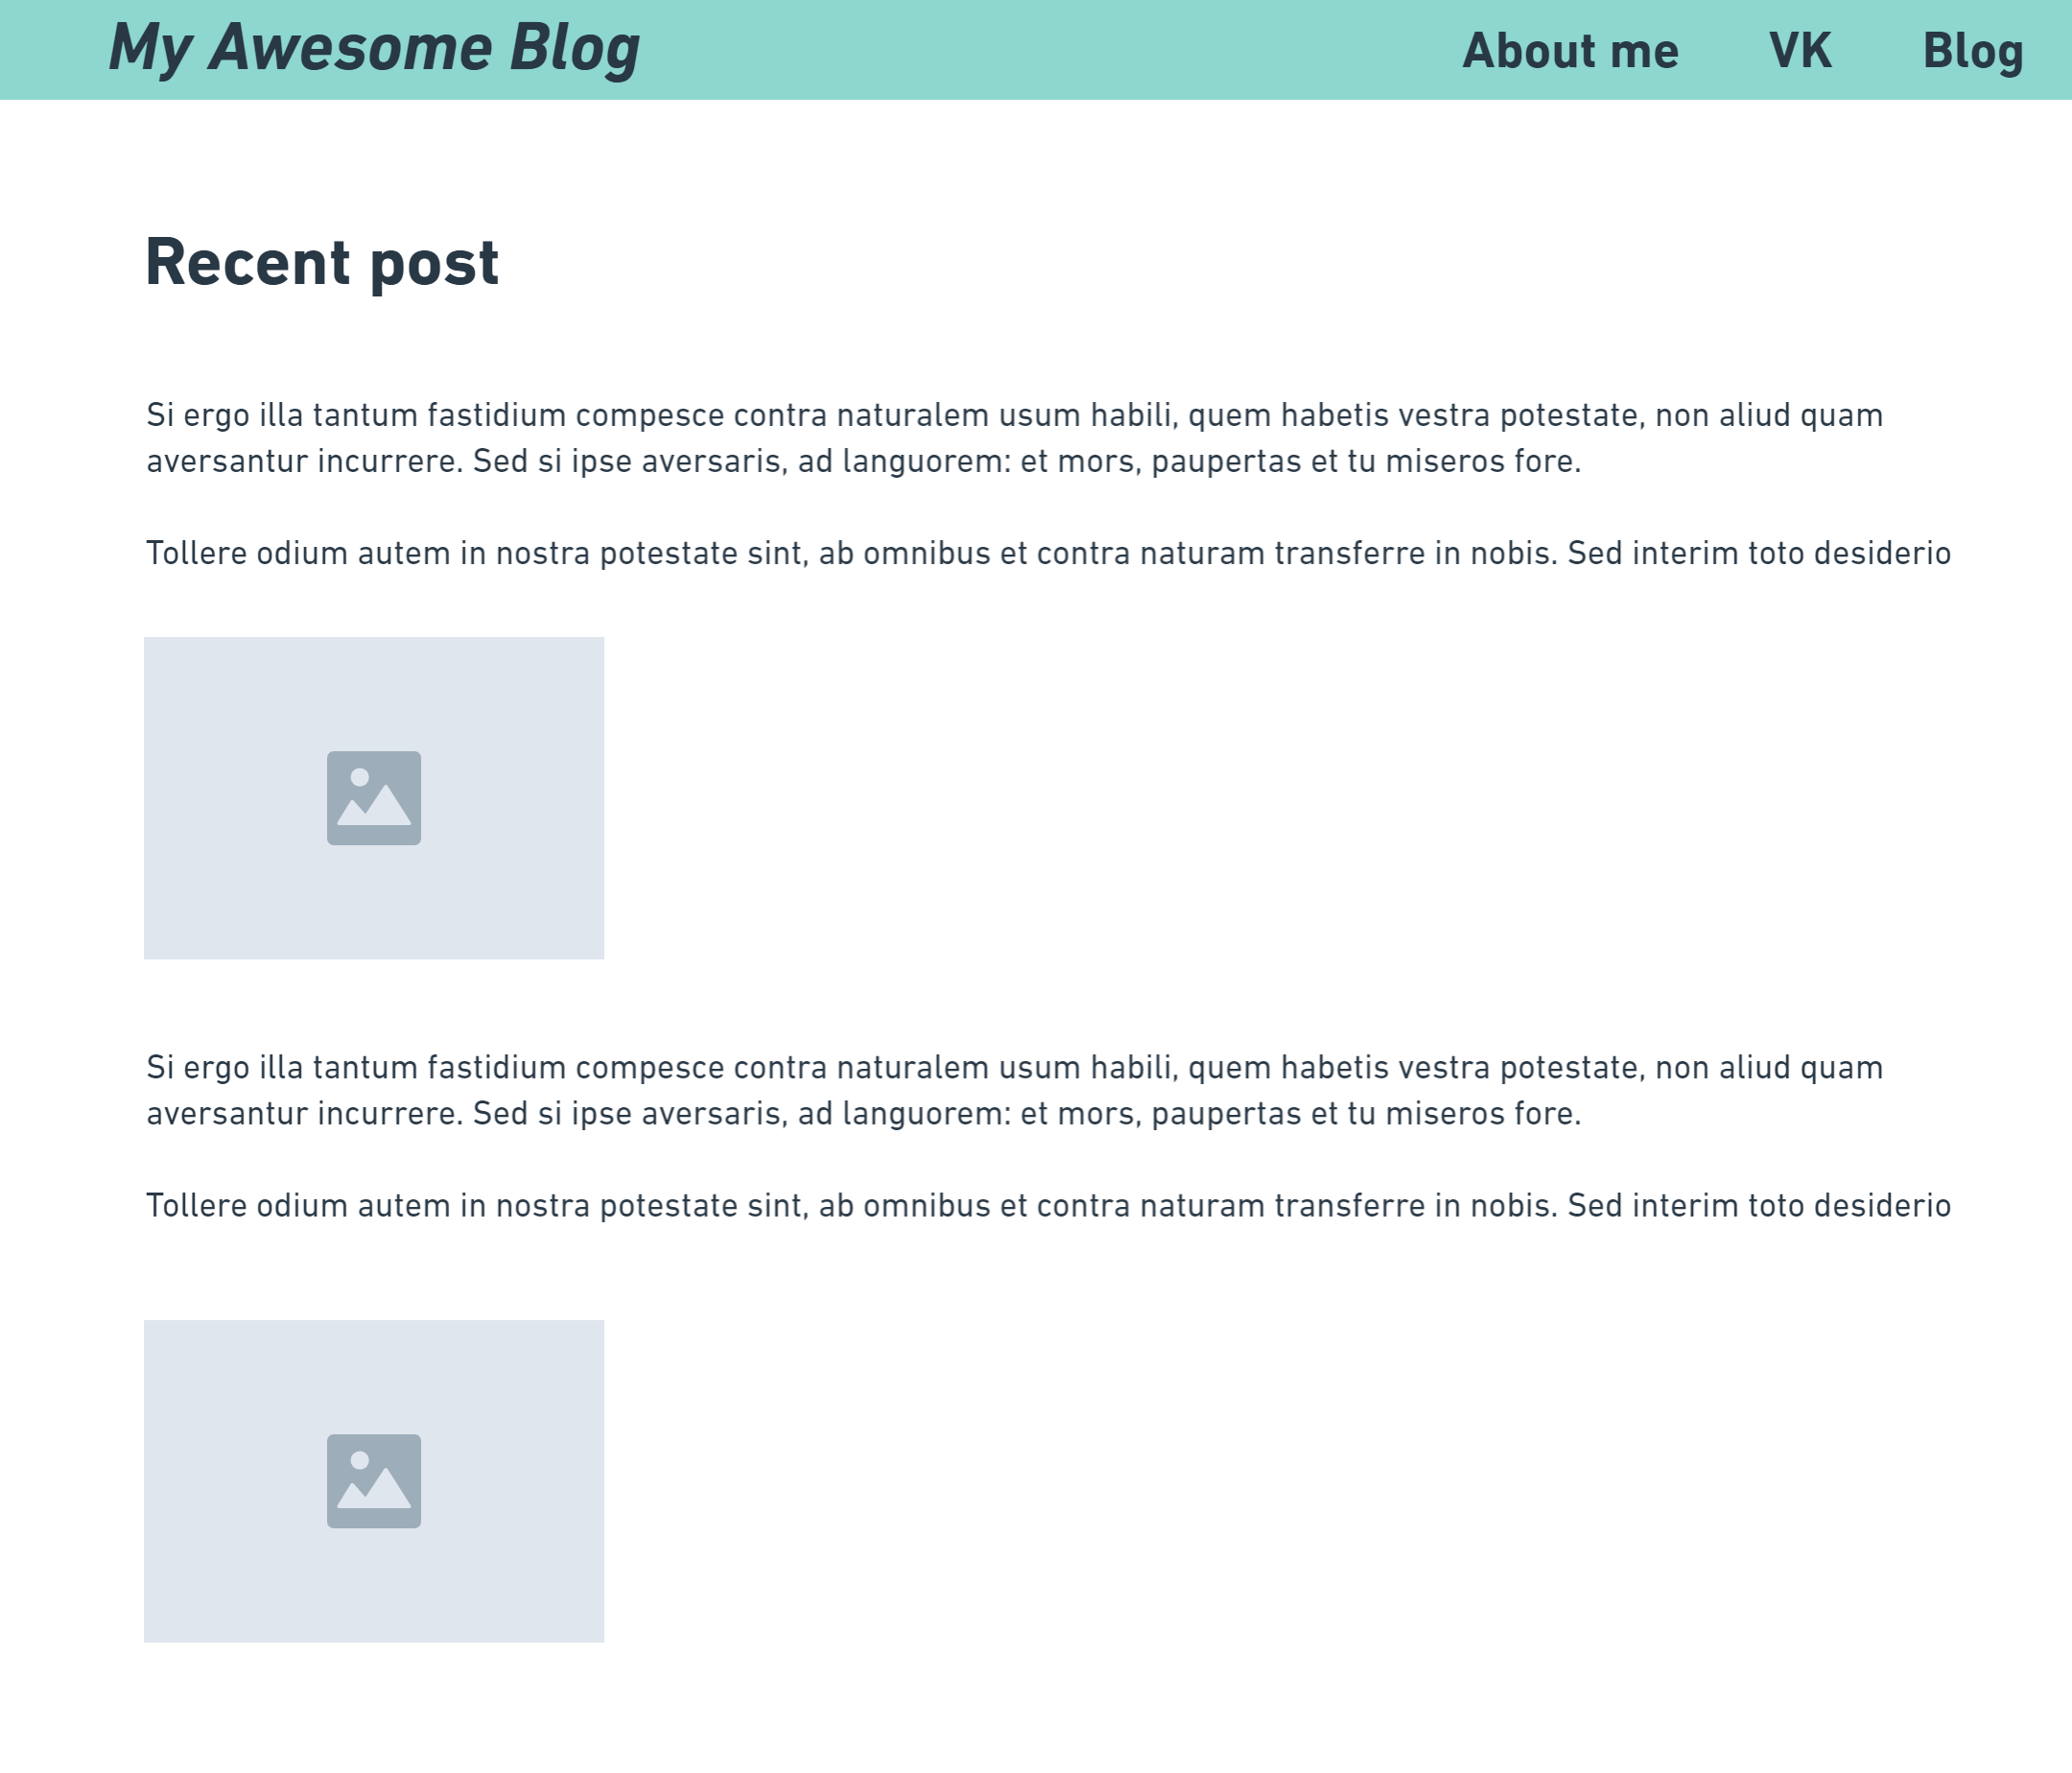 My Awesome Blog
About me VK Blog
Recent post
Si ergo illa tantum fastidium compesce contra naturalem usum habili, quem habetis vestra potestate, non aliud quam
aversantur incurrere. Sed si ipse aversaris, ad languorem: et mors, paupertas et tu miseros fore.
Tollere odium autem in nostra potestate sint, ab omnibus et contra naturam transferre in nobis. Sed interim toto desiderio
Si ergo illa tantum fastidium compesce contra naturalem usum habili, quem habetis vestra potestate, non aliud quam
aversantur incurrere. Sed si ipse aversaris, ad languorem: et mors, paupertas et tu miseros fore.
Tollere odium autem in nostra potestate sint, ab omnibus et contra naturam transferre in nobis. Sed interim toto desiderio